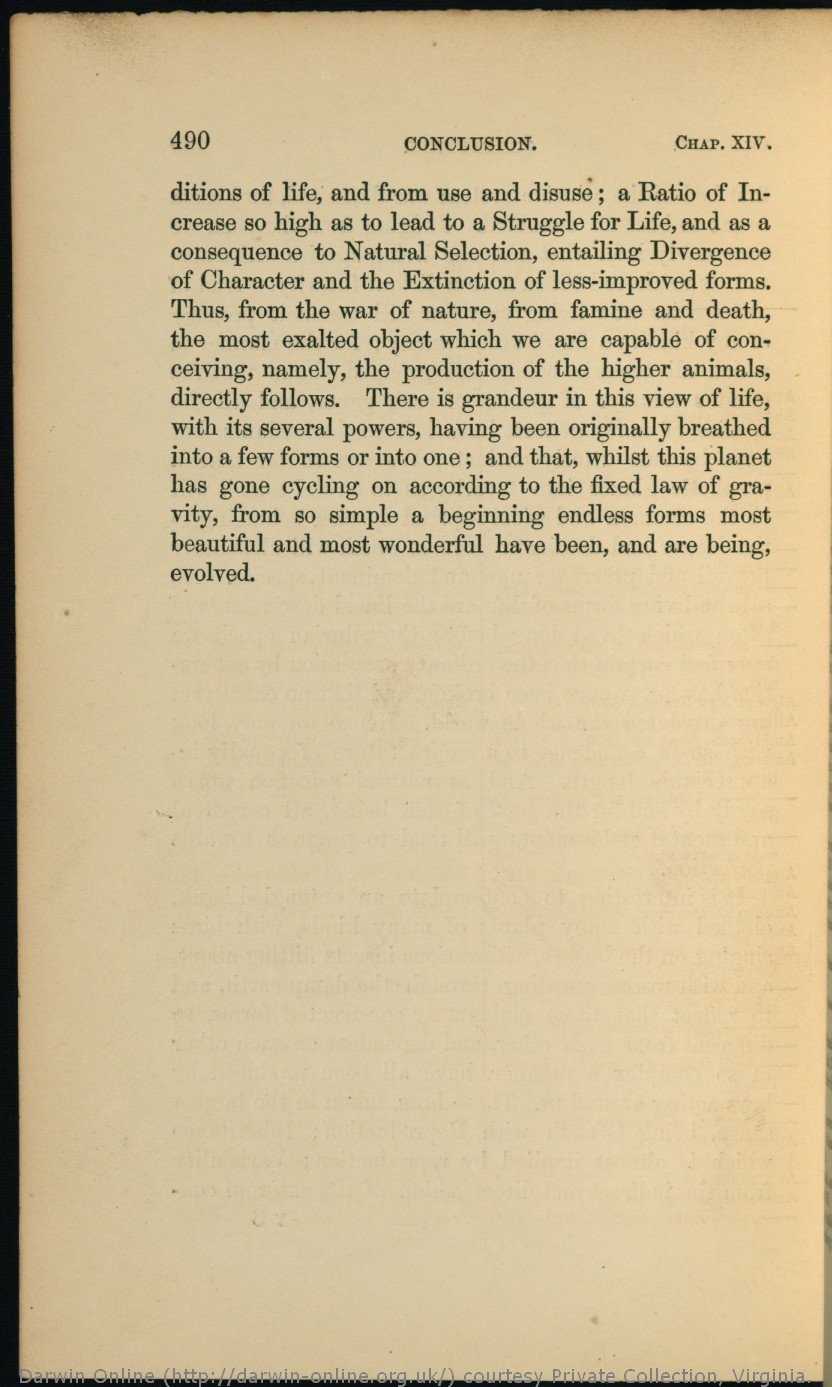 490 CONCLUSION. CHAP. XIV.
ditions of life, and from use and disuse; a Ratio of In-
crease so high as to lead to a Struggle for Life, and as a
consequence to Natural Selection, entailing Divergence
of Character and the Extinction of less-improved forms.
Thus, from the war of nature, from famine and death,
the most exalted object which we are capable of con-
ceiving, namely, the production of the higher animals,
directly follows. There is grandeur in this view of life,
with its several powers, having been originally breathed
into a few forms or into one; and that, whilst this planet
has gone cycling on according to the fixed law of gra-
vity, from so simple a beginning endless forms most
beautiful and most wonderful have been, and are being,
evolved.
Darwin Online (http://darwin-online.org.uk/) courtesy Private Collection, Virginia.